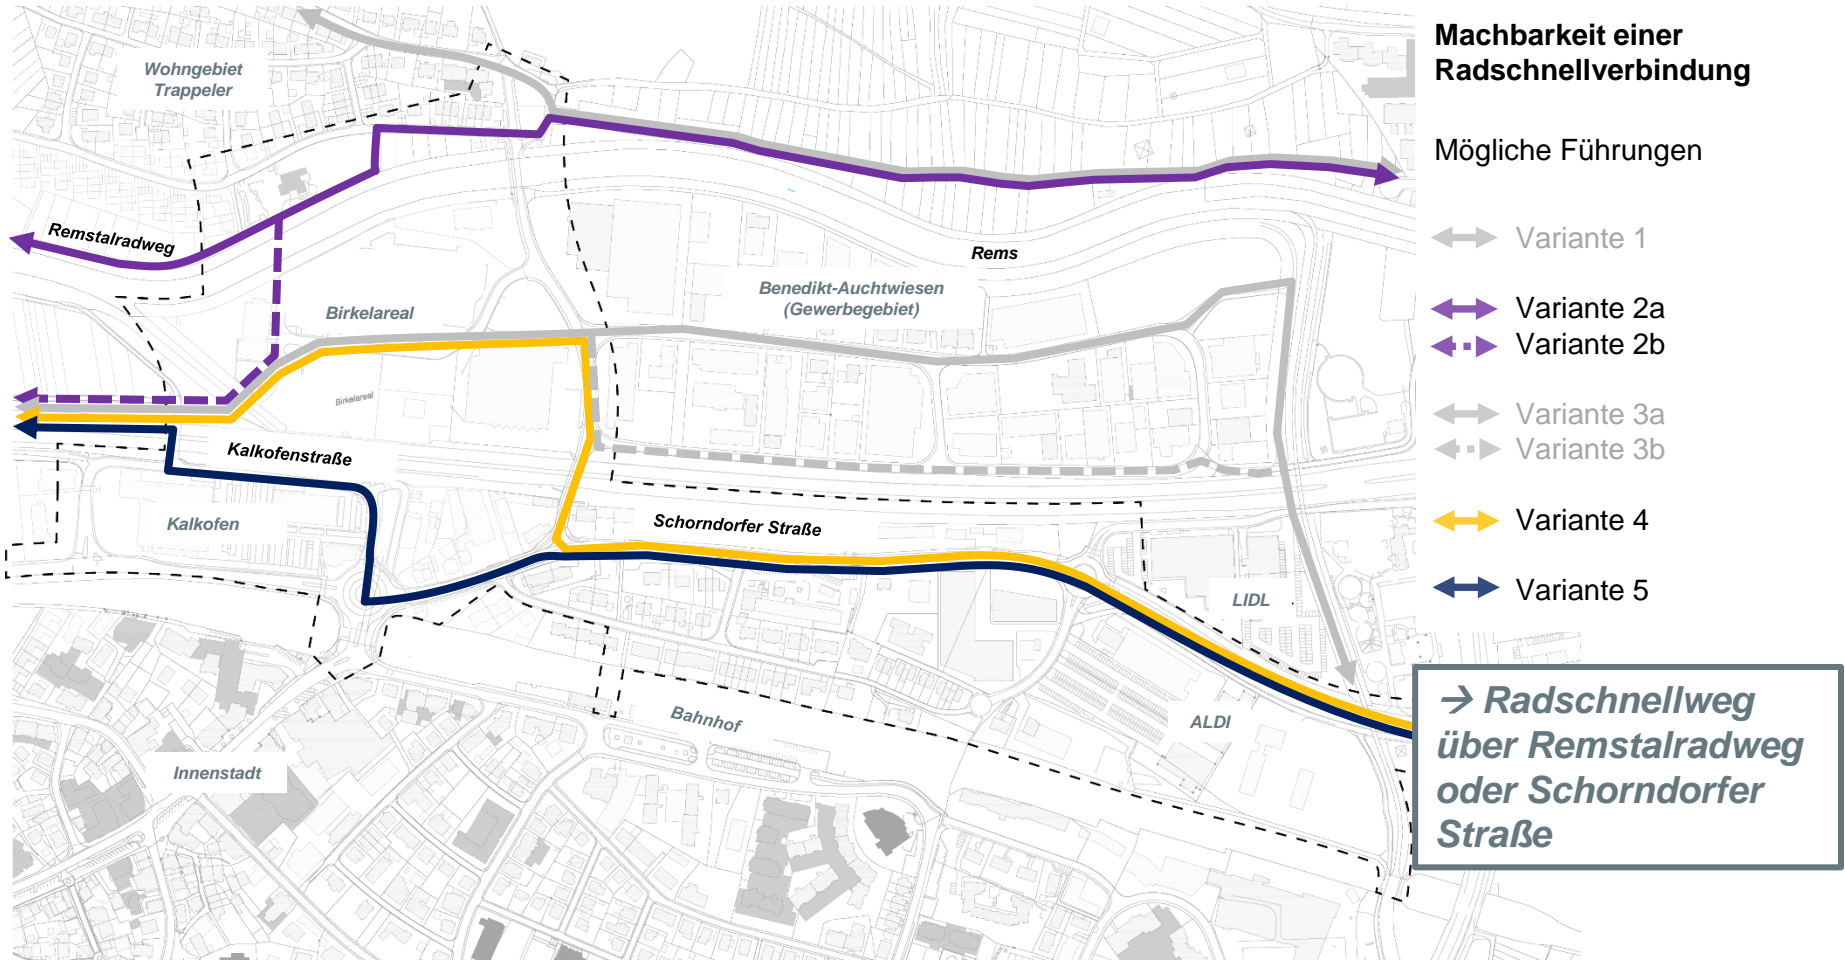 Machbarkeit einer
Radschnellverbindung
Mögliche Führungen
Variante 1
Variante 2a
Variante 2b
Variante 3a
Variante 3b
Variante 4
Variante 5
→ Radschnellweg
über Remstalradweg
oder Schorndorfer
Straße
Wohngebiet
Trappeler
Remstalradweg
Rems
Benedikt-Auchtwiesen
(Gewerbegebiet)
Birkelareal
Birkelareal
Kalkofenstraße
Kalkofen
Schorndorfer Straße
LIDL
Bahnhof
ALDI
Innenstadt